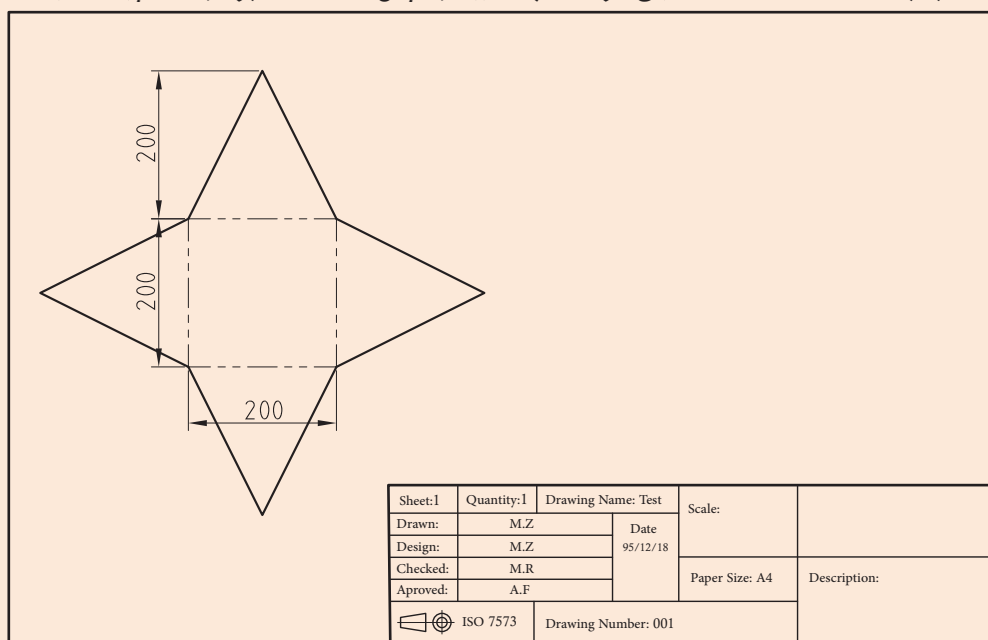 200
200
200
Sheet:1 Quantity:1 Drawing Name: Test Scale:
Drawn: M.Z Date
Design: M.Z 95/12/18
Checked: M.R Paper Size: A4 Description:
Aproved: A.F
ISO 7573 Drawing Number: 001